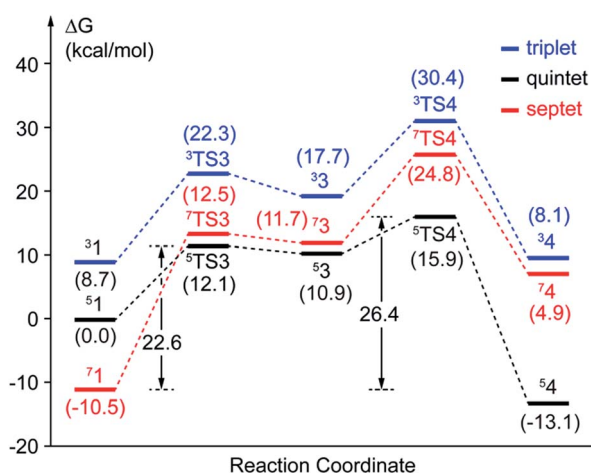 ΔG
(kcal/mol)
triplet
quintet
septet
40
30
20
10
0
-10
-20
³1
(8.7)
⁵1
(0.0)
⁷1
(-10.5)
(22.3)
³TS3
(12.5)
⁷TS3
⁵TS3
(12.1)
22.6
(17.7)
³3
(11.7) ⁷3
⁵3
(10.9)
26.4
(30.4)
³TS4
⁷TS4
(24.8)
⁵TS4
(15.9)
(8.1)
³4
⁷4
(4.9)
⁵4
(-13.1)
Reaction Coordinate